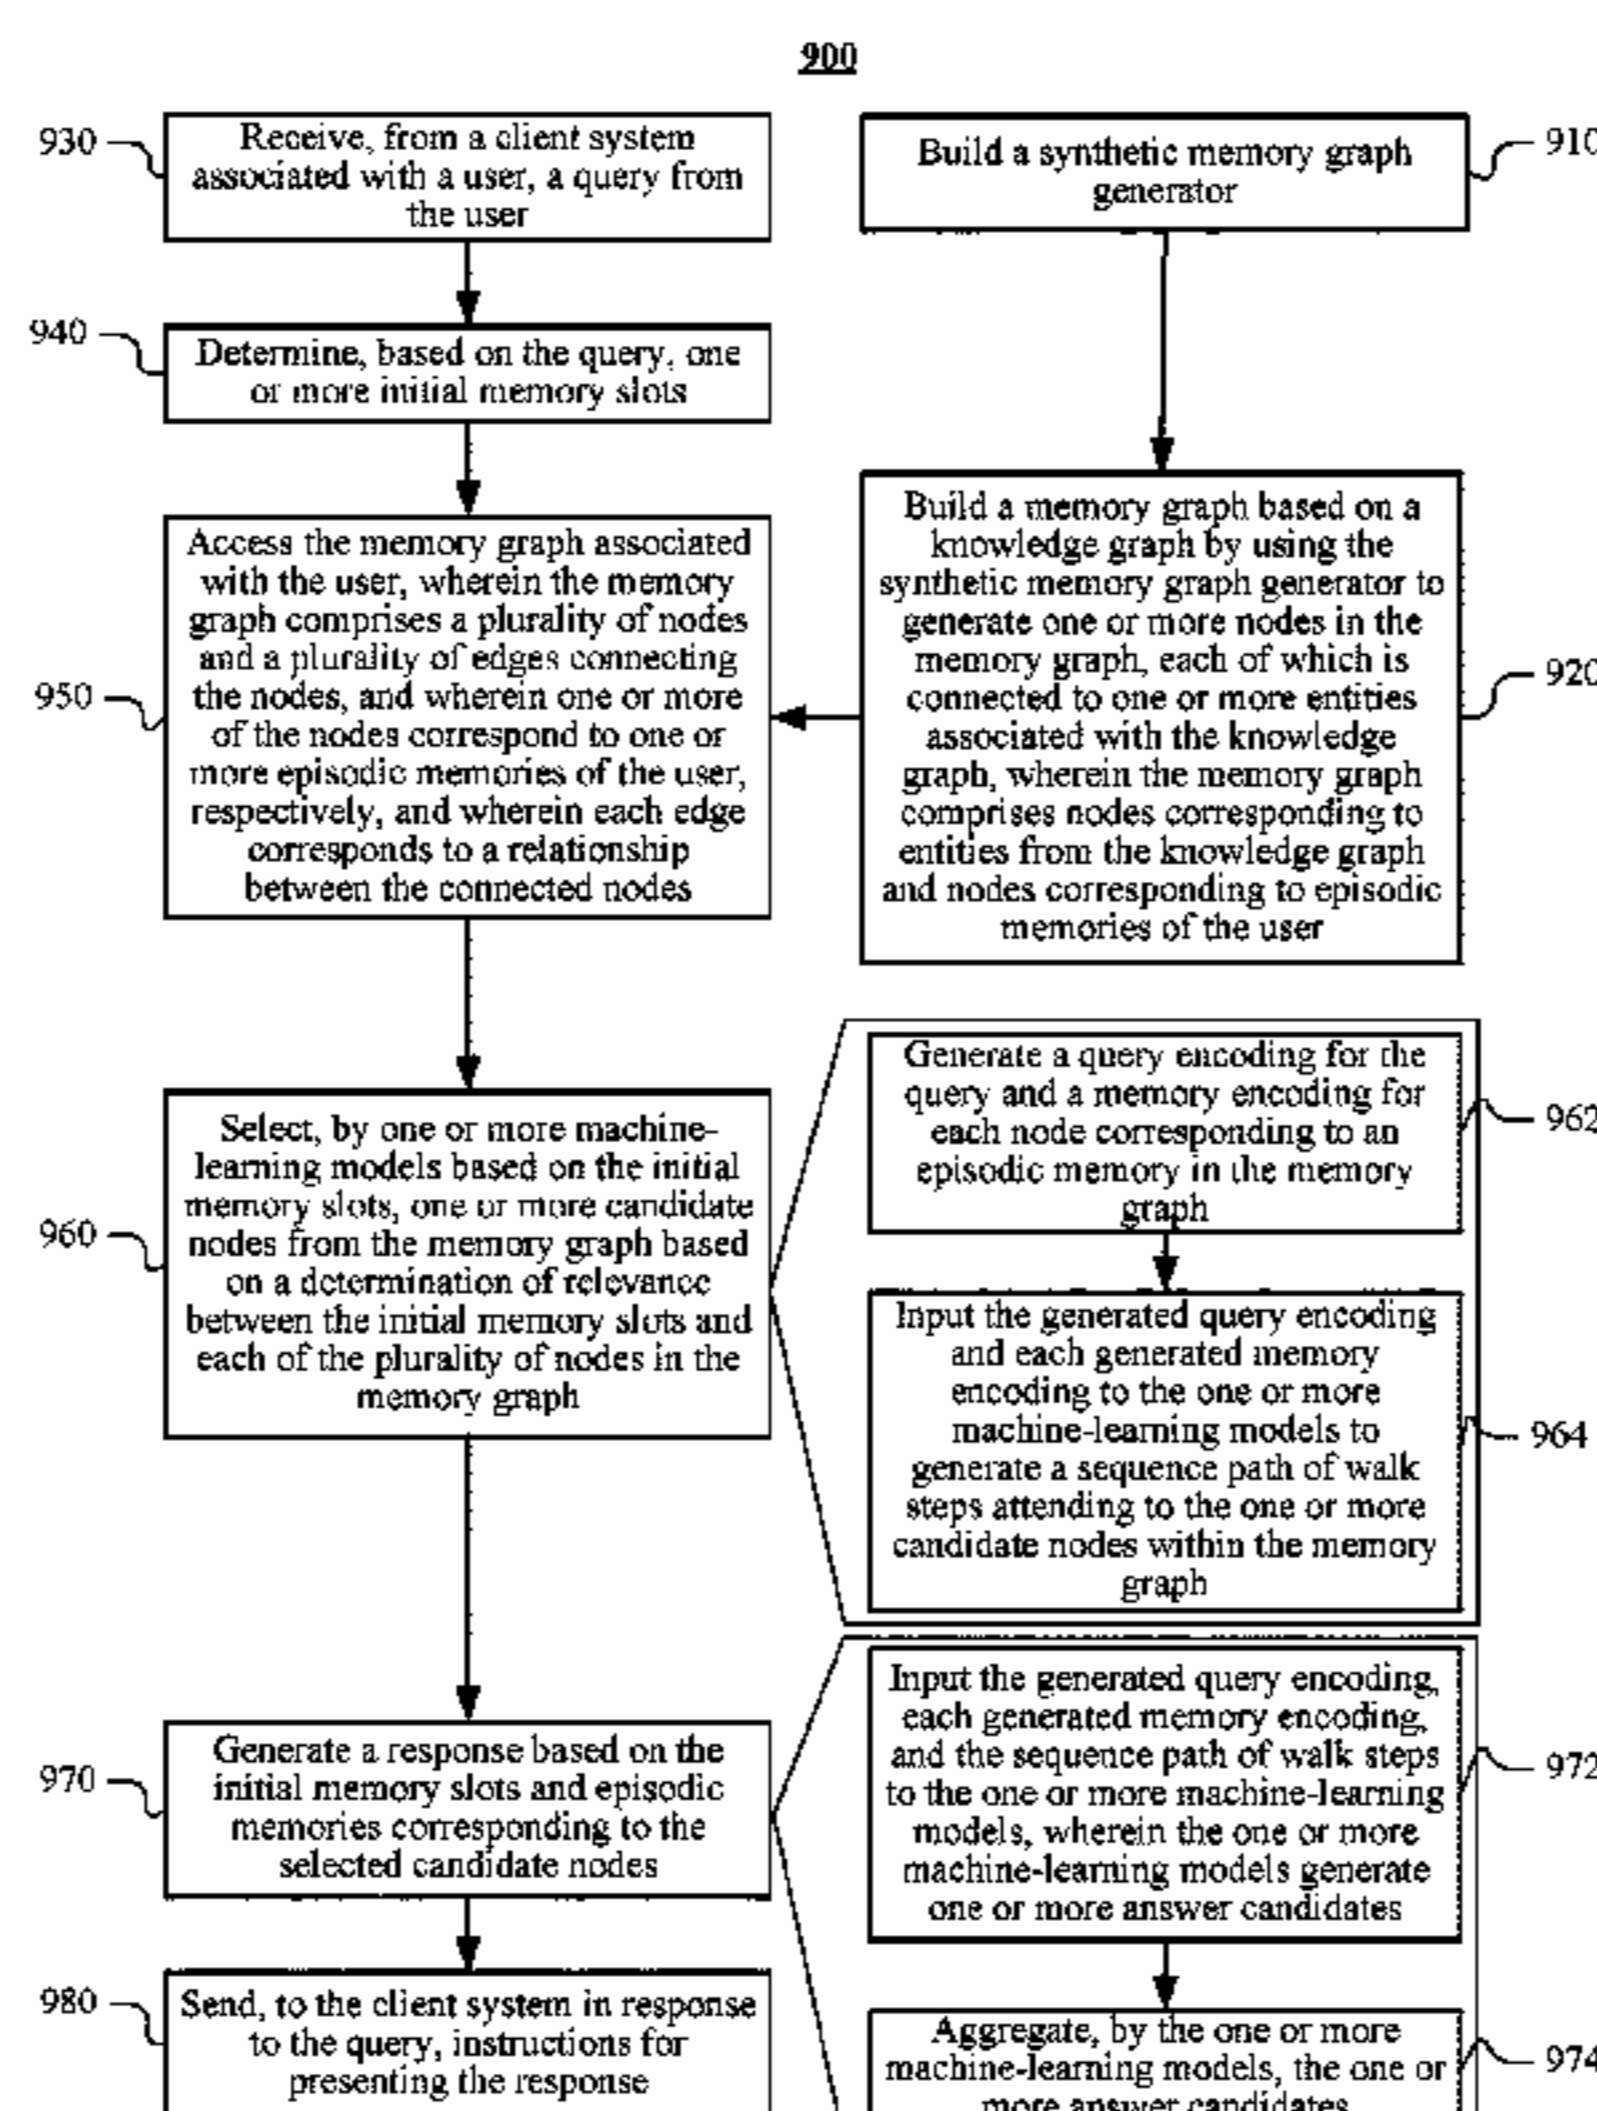 900
930
Receive, from a client system
associated with a user, a query from
the user
940
Determine, based on the query, one
or more initial memory slots
950
Access the memory graph associated
with the user, wherein the memory
graph comprises a plurality of nodes
and a plurality of edges connecting
the nodes, and wherein one or more
of the nodes correspond to one or
more episodic memories of the user,
respectively, and wherein each edge
corresponds to a relationship
between the connected nodes
910
Build a synthetic memory graph
generator
920
Build a memory graph based on a
knowledge graph by using the
synthetic memory graph generator to
generate one or more nodes in the
memory graph, each of which is
connected to one or more entities
associated with the knowledge
graph, wherein the memory graph
comprises nodes corresponding to
entities from the knowledge graph
and nodes corresponding to episodic
memories of the user
960
Select, by one or more machine-
learning models based on the initial
memory slots, one or more candidate
nodes from the memory graph based
on a determination of relevance
between the initial memory slots and
each of the plurality of nodes in the
memory graph
962
Generate a query encoding for the
query and a memory encoding for
each node corresponding to an
episodic memory in the memory
graph
964
Input the generated query encoding
and each generated memory
encoding to the one or more
machine-learning models to
generate a sequence path of walk
steps attending to the one or more
candidate nodes within the memory
graph
970
Generate a response based on the
initial memory slots and episodic
memories corresponding to the
selected candidate nodes
972
Input the generated query encoding,
each generated memory encoding,
and the sequence path of walk steps
to the one or more machine-learning
models, wherein the one or more
machine-learning models generate
one or more answer candidates
980
Send, to the client system in response
to the query, instructions for
presenting the response
974
Aggregate, by the one or more
machine-learning models, the one or
more answer candidates